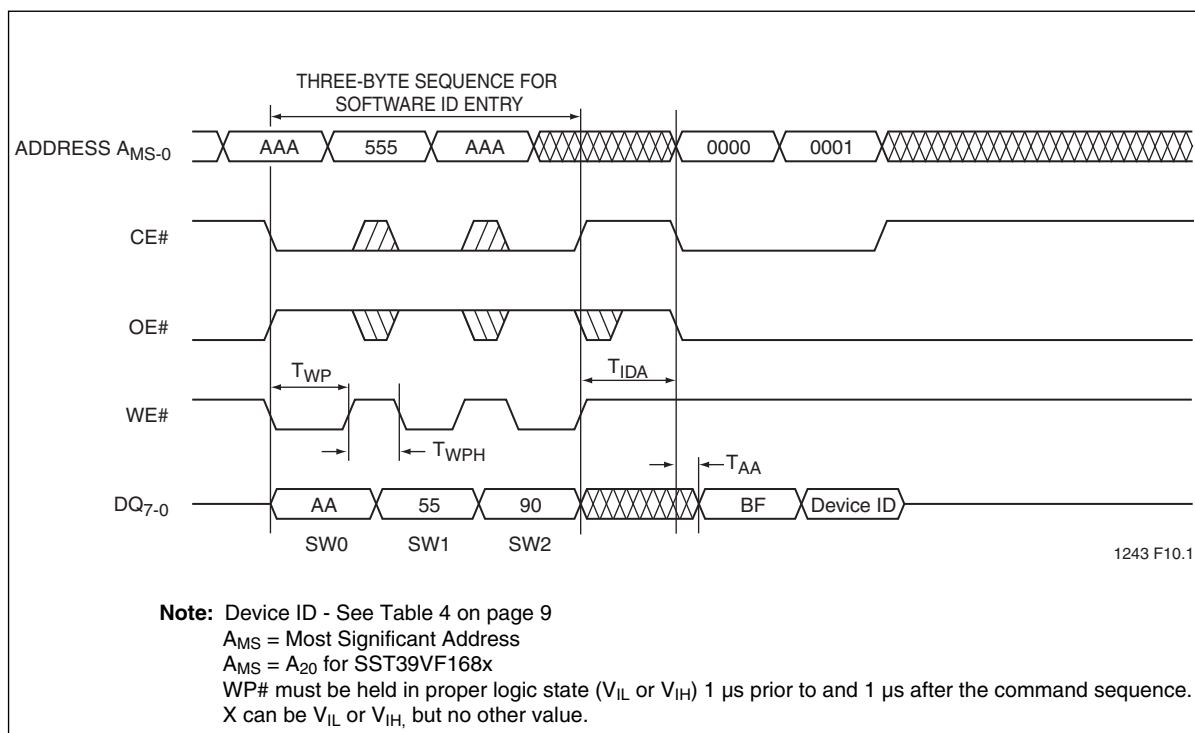 THREE-BYTE SEQUENCE FOR
SOFTWARE ID ENTRY
ADDRESS AMS-0
AAA 555 AAA 0000 0001
CE#
OE#
TWP TIDA
WE#
TWPH TAA
DQ7-0
AA 55 90 BF Device ID
SW0 SW1 SW2
1243 F10.1
Note: Device ID - See Table 4 on page 9
AMS = Most Significant Address
AMS = A20 for SST39VF168x
WP# must be held in proper logic state (VIL or VIH) 1 µs prior to and 1 µs after the command sequence.
X can be VIL or VIH, but no other value.